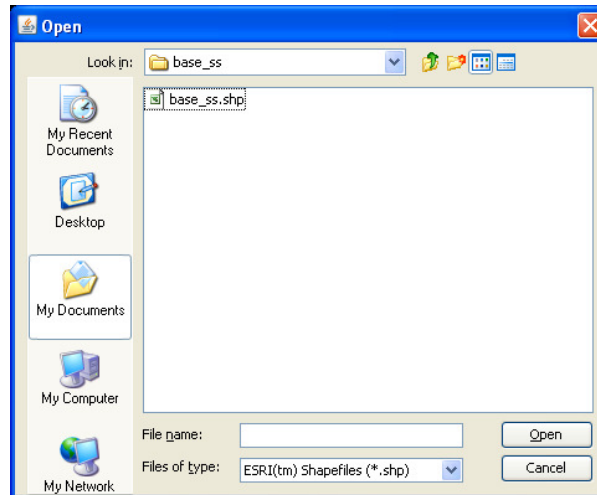 Open
Look in:
base_ss
base_ss.shp
My Recent
Documents
Desktop
My Documents
My Computer
My Network
File name:
Open
Files of type:
ESRI(tm) Shapefiles (*.shp)
Cancel